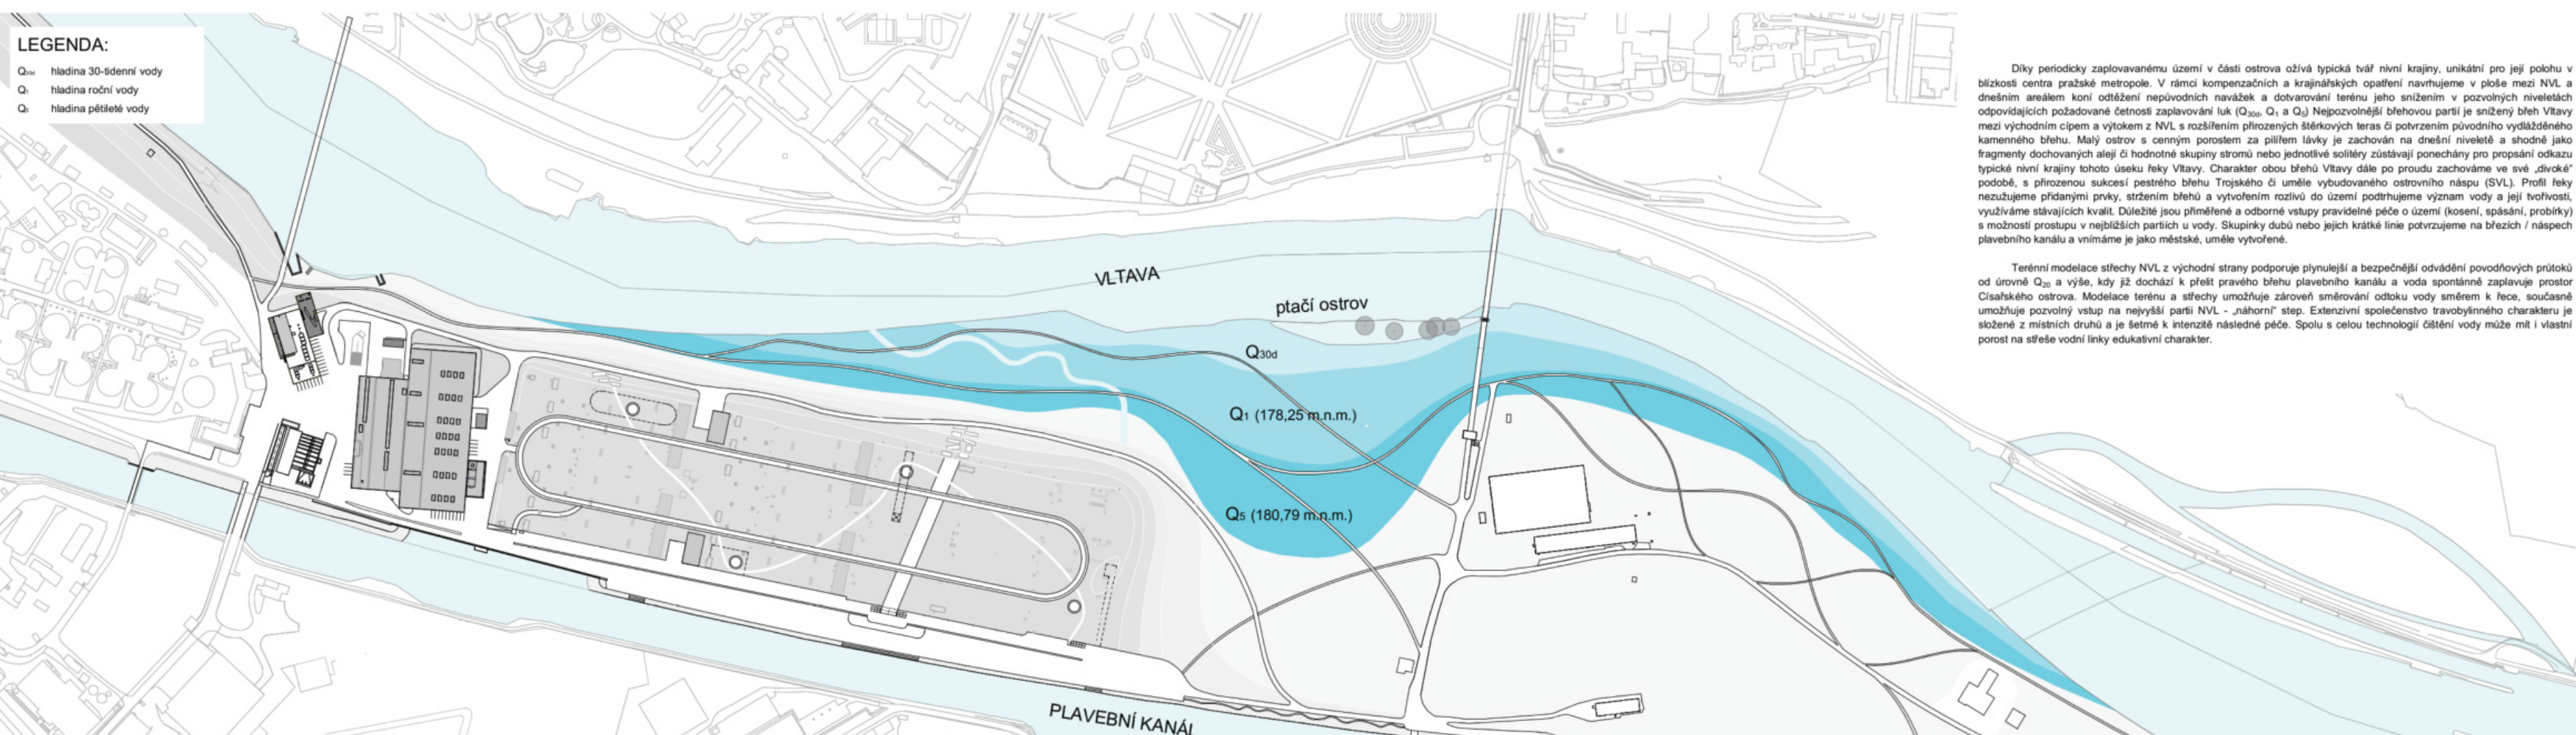 LEGENDA:
Q30d hladina 30-tidenní vody
Q1 hladina roční vody
Q5 hladina pětileté vody
VLTAVA
ptačí ostrov
Q30d
Q1 (178,25 m.n.m.)
Q5 (180,79 m.n.m.)
PLAVEBNÍ KANÁL
Díky periodicky zaplovavanému území v části ostrova ožívá typická tvář nivní krajiny, unikátní pro její polohu v
blízkosti centra pražské metropole. V rámci kompenzačních a krajinářských opatření navrhujeme v ploše mezi NVL a
dnešním areálem koní odtěžení nepúvodních navážek a dotvarování terénu jeho snížením v pozvolných niveletách
odpovídajících požadované četnosti zaplavování luk (Q30d, Q1 a Q5) Nejpozvolnější břehovou partií je snížený břeh Vltavy
mezi východním cípem a výtokem z NVL s rozšířením přirozených štěrkových teras či potvrzením púvodního vydlážděného
kamenného břehu. Malý ostrov s cenným porostem za pilířem lávky je zachován na dnešní niveletě a shodně jako
fragmenty dochovaných alejí či hodnotné skupiny stromů nebo jednotlivé solitéry zústávají ponechány pro propsání odkazu
typické nivní krajiny tohoto úseku řeky Vltavy. Charakter obou břehů Vltavy dále po proudu zachováme ve své „divoké“
podobě, s přirozenou sukcesí pestrého břehu Trojského či uměle vybudovaného ostrovního náspu (SVL). Profil řeky
nezužujeme přidanými prvky, stržením břehů a vytvořením rozlivů do území podtrhujeme význam vody a její tvořivosti,
využíváme stávajících kvalit. Důležité jsou přiměřené a odborné vstupy pravidelné péče o území (kosení, spásání, probírky)
s možností prostupu v nejbližších partiích u vody. Skupinky dubů nebo jejich krátké linie potvrzujeme na březích / náspech
plavebního kanálu a vnímáme je jako městské, uměle vytvořené.
Terénní modelace střechy NVL z východní strany podporuje plynulejší a bezpečnější odvádění povodňových průtoků
od úrovně Q20 a výše, kdy již dochází k přelit pravého břehu plavebního kanálu a voda spontánně zaplavuje prostor
Císařského ostrova. Modelace terénu a střechy umožňuje zároveň směrování odtoku vody směrem k řece, současně
umožňuje pozvolný vstup na nejvyšší partii NVL - „náhorní“ step. Extenzivní společenstvo travobylinného charakteru je
složené z místních druhů a je šetrné k intenzitě následné péče. Spolu s celou technologií čištění vody múže mít i vlastní
porost na střeše vodní linky edukativní charakter.